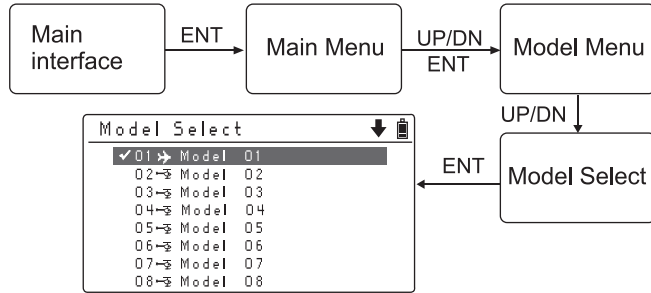 Main
interface
ENT
Main Menu
UP/DN
ENT
Model Menu
UP/DN
Model Select
ENT
Model Select
01 Model 01
02 Model 02
03 Model 03
04 Model 04
05 Model 05
06 Model 06
07 Model 07
08 Model 08